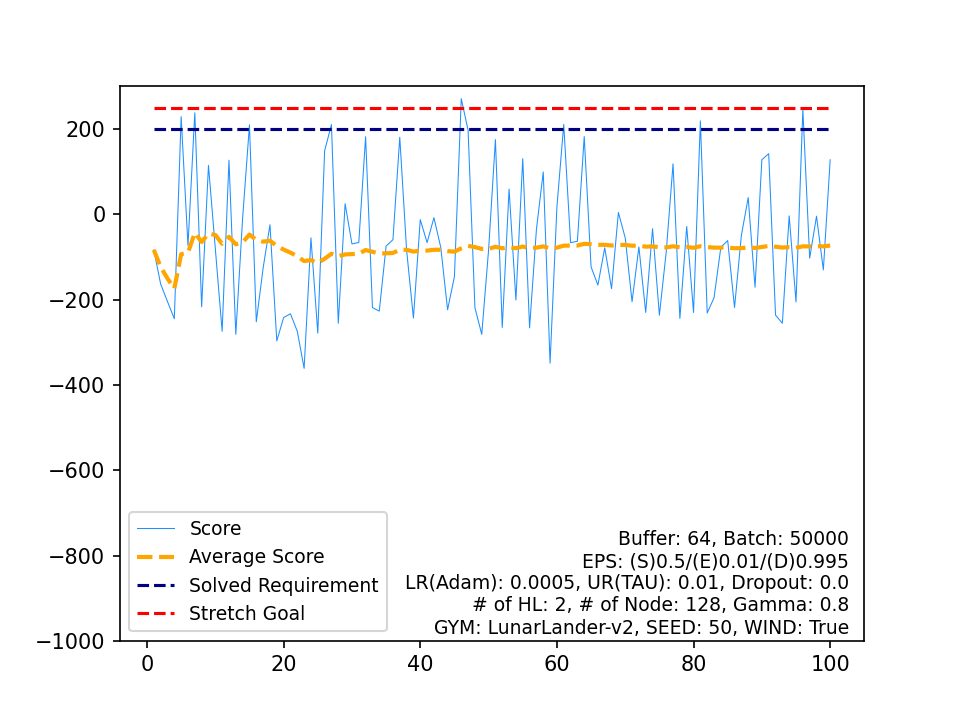 200
0
−200
−400
−600
−800
−1000
0 20 40 60 80 100
Score
Average Score
Solved Requirement
Stretch Goal
Buffer: 64, Batch: 50000
EPS: (S)0.5/(E)0.01/(D)0.995
LR(Adam): 0.0005, UR(TAU): 0.01, Dropout: 0.0
# of HL: 2, # of Node: 128, Gamma: 0.8
GYM: LunarLander-v2, SEED: 50, WIND: True